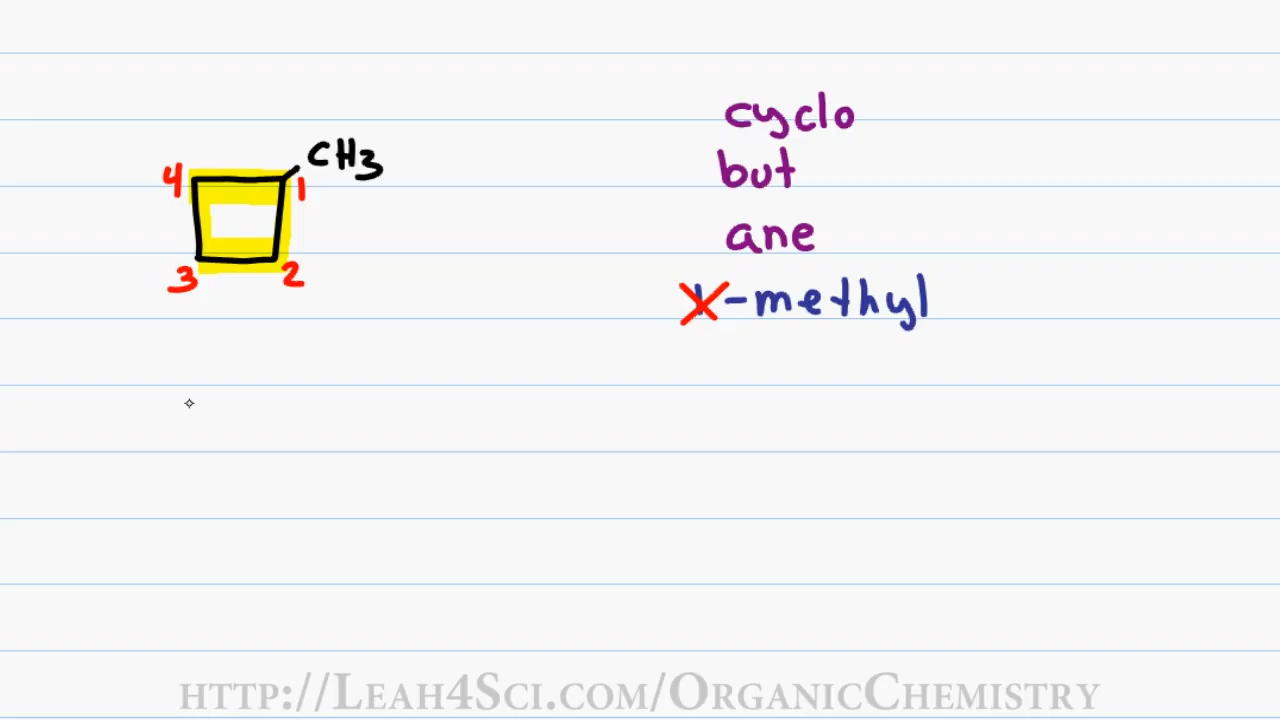 CH3
4
1
3
2
cyclo
but
ane
1-methyl
http://Leah4Sci.com/OrganicChemistry